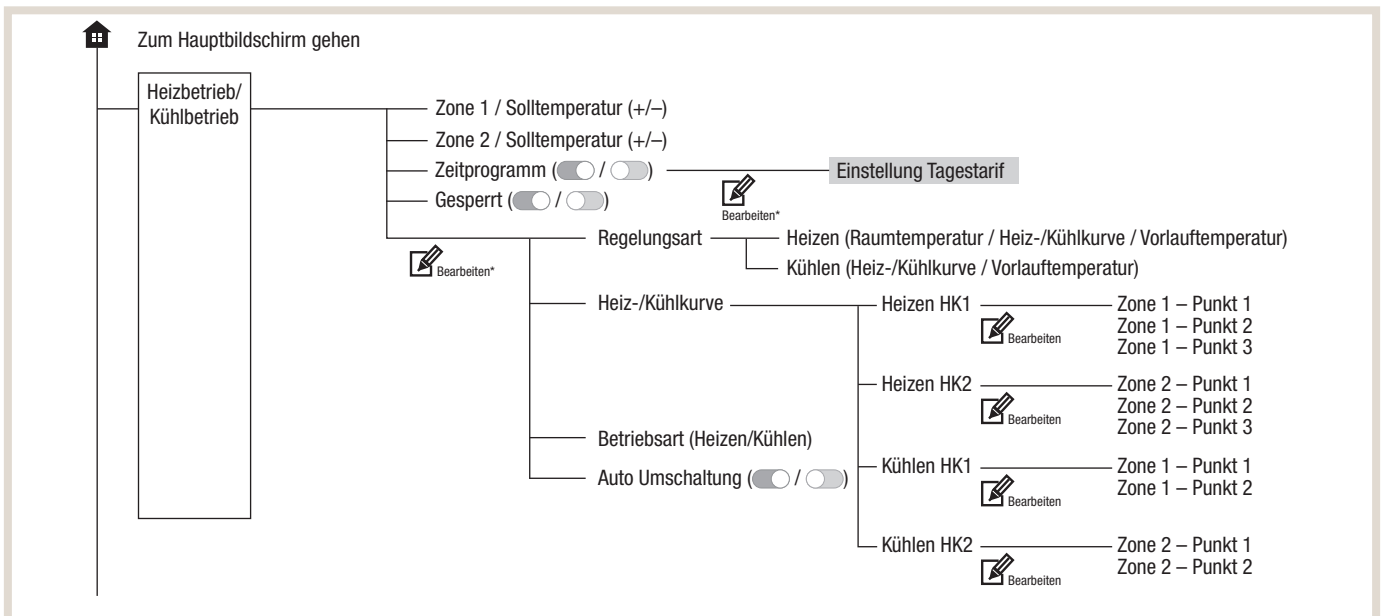 Zum Hauptbildschirm gehen
Heizbetrieb/
Kühlbetrieb
Zone 1 / Solltemperatur (+/–)
Zone 2 / Solltemperatur (+/–)
Zeitprogramm ( / )
Einstellung Tagestarif
Bearbeiten*
Gesperrt ( / )
Bearbeiten*
Regelungsart
Heizen (Raumtemperatur / Heiz-/Kühlkurve / Vorlauftemperatur)
Kühlen (Heiz-/Kühlkurve / Vorlauftemperatur)
Heiz-/Kühlkurve
Heizen HK1
Bearbeiten
Zone 1 – Punkt 1
Zone 1 – Punkt 2
Zone 1 – Punkt 3
Heizen HK2
Bearbeiten
Zone 2 – Punkt 1
Zone 2 – Punkt 2
Zone 2 – Punkt 3
Kühlen HK1
Bearbeiten
Zone 1 – Punkt 1
Zone 1 – Punkt 2
Kühlen HK2
Bearbeiten
Zone 2 – Punkt 1
Zone 2 – Punkt 2
Betriebsart (Heizen/Kühlen)
Auto Umschaltung ( / )